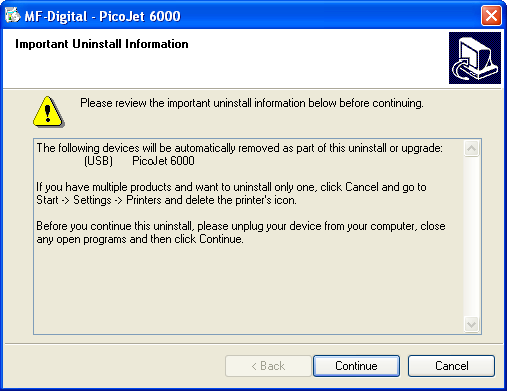 MF-Digital - PicoJet 6000
Important Uninstall Information
Please review the important uninstall information below before continuing.
The following devices will be automatically removed as part of this uninstall or upgrade:
(USB) PicoJet 6000
If you have multiple products and want to uninstall only one, click Cancel and go to
Start -> Settings -> Printers and delete the printer's icon.
Before you continue this uninstall, please unplug your device from your computer, close
any open programs and then click Continue.
< Back Continue Cancel